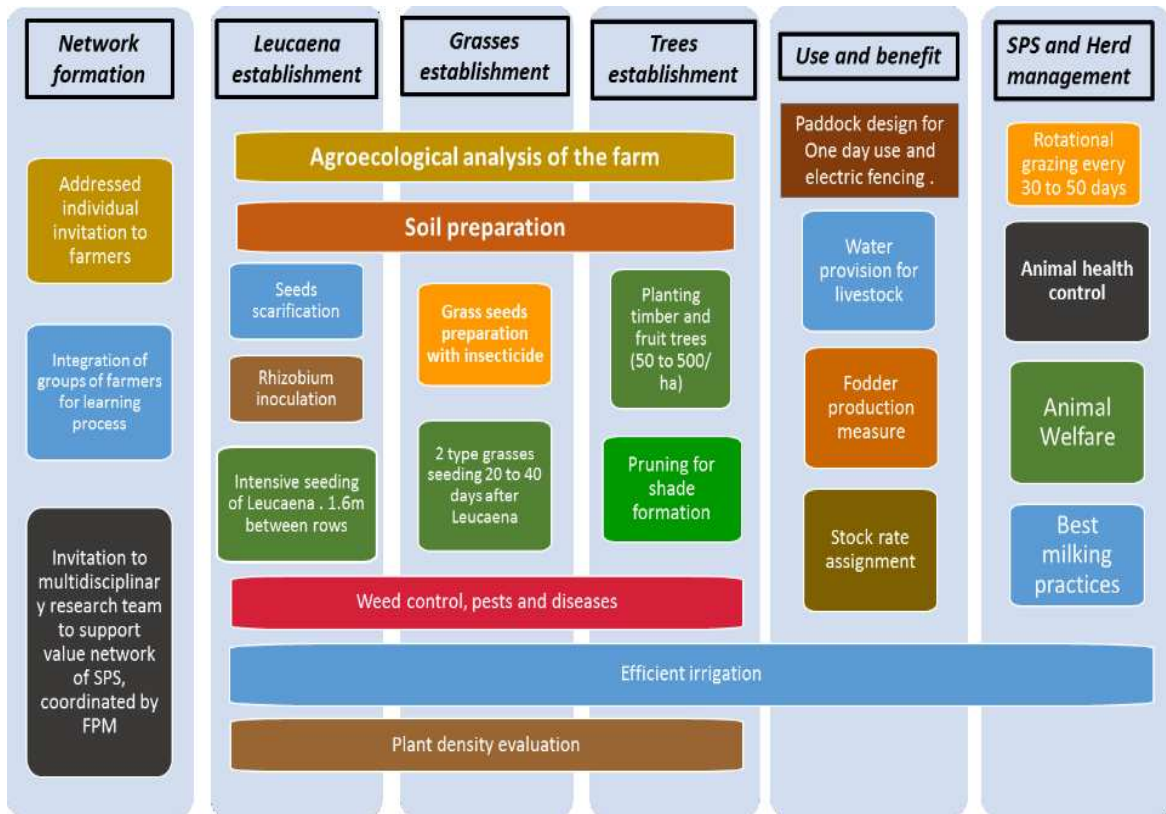 Network
formation
Addressed
individual
invitation to
farmers
Integration of
groups of farmers
for learning
process
Invitation to
multidisciplinar
y research team
to support
value network
of SPS,
coordinated by
FPM
Leucaena
establishment
Grasses
establishment
Trees
establishment
Agroecological analysis of the farm
Soil preparation
Seeds
scarification
Rhizobium
inoculation
Intensive seeding
of Leucaena . 1.6m
between rows
Grass seeds
preparation
with insecticide
2 type grasses
seeding 20 to 40
days after
Leucaena
Planting
timber and
fruit trees
(50 to 500/
ha)
Pruning for
shade
formation
Weed control, pests and diseases
Efficient irrigation
Plant density evaluation
Use and benefit
Paddock design for
One day use and
electric fencing .
Water
provision for
livestock
Fodder
production
measure
Stock rate
assignment
SPS and Herd
management
Rotational
grazing every
30 to 50 days
Animal health
control
Animal
Welfare
Best
milking
practices